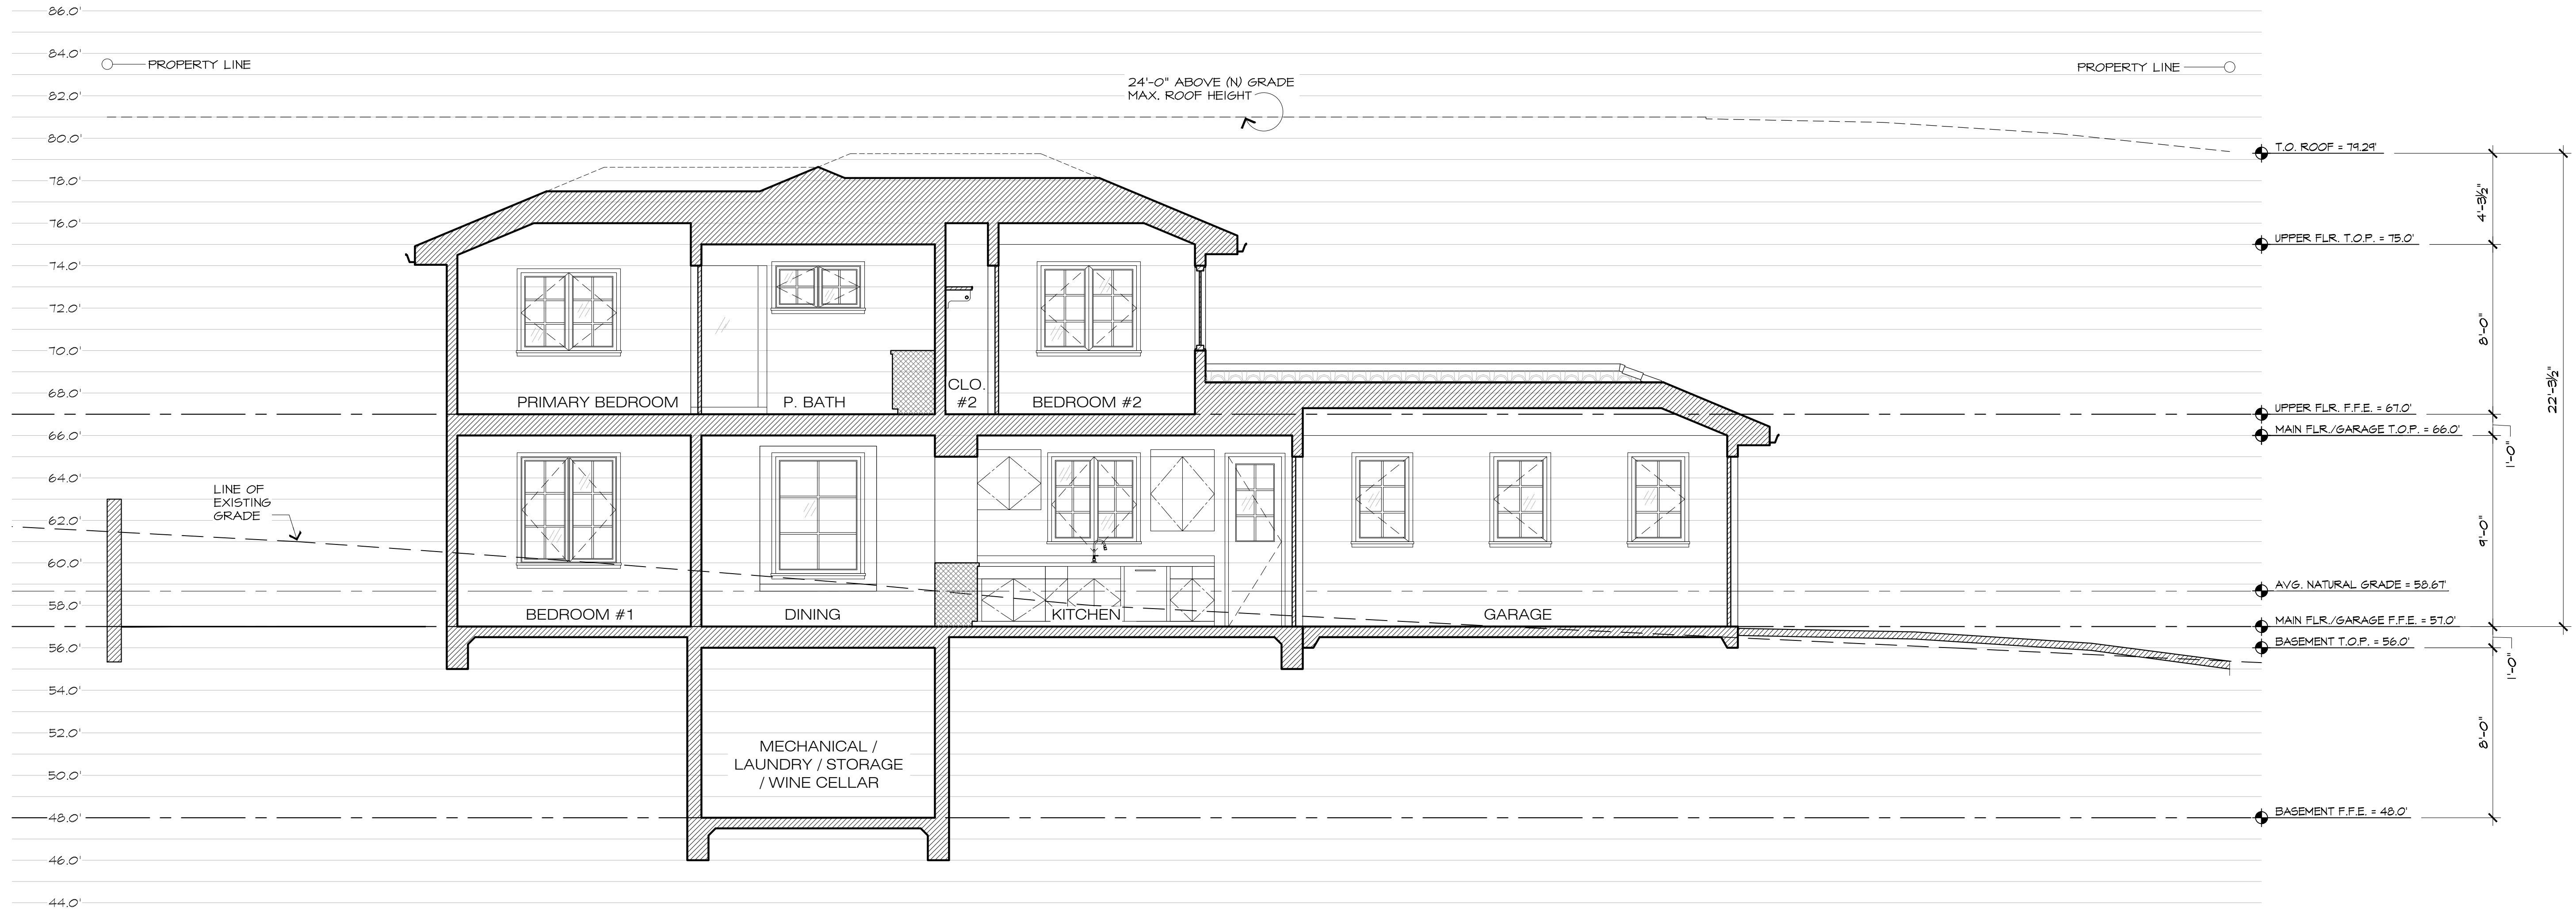 86.0'
84.0'
PROPERTY LINE
PROPERTY LINE
24'-0" ABOVE (N) GRADE
MAX. ROOF HEIGHT
82.0'
80.0'
78.0'
76.0'
74.0'
72.0'
70.0'
68.0'
66.0'
64.0'
62.0'
60.0'
58.0'
56.0'
54.0'
52.0'
50.0'
48.0'
46.0'
44.0'
PRIMARY BEDROOM
P. BATH
CLO.
#2
BEDROOM #2
LINE OF
EXISTING
GRADE
BEDROOM #1
DINING
KITCHEN
GARAGE
MECHANICAL /
LAUNDRY / STORAGE
/ WINE CELLAR
T.O. ROOF = 79.29'
UPPER FLR. T.O.P. = 75.0'
UPPER FLR. F.F.E. = 67.0'
MAIN FLR./GARAGE T.O.P. = 66.0'
AVG. NATURAL GRADE = 58.67'
MAIN FLR./GARAGE F.F.E. = 57.0'
BASEMENT T.O.P. = 56.0'
BASEMENT F.F.E. = 48.0'
4'-3½"
8'-0"
1'-0"
9'-0"
1'-0"
8'-0"
22'-3½"